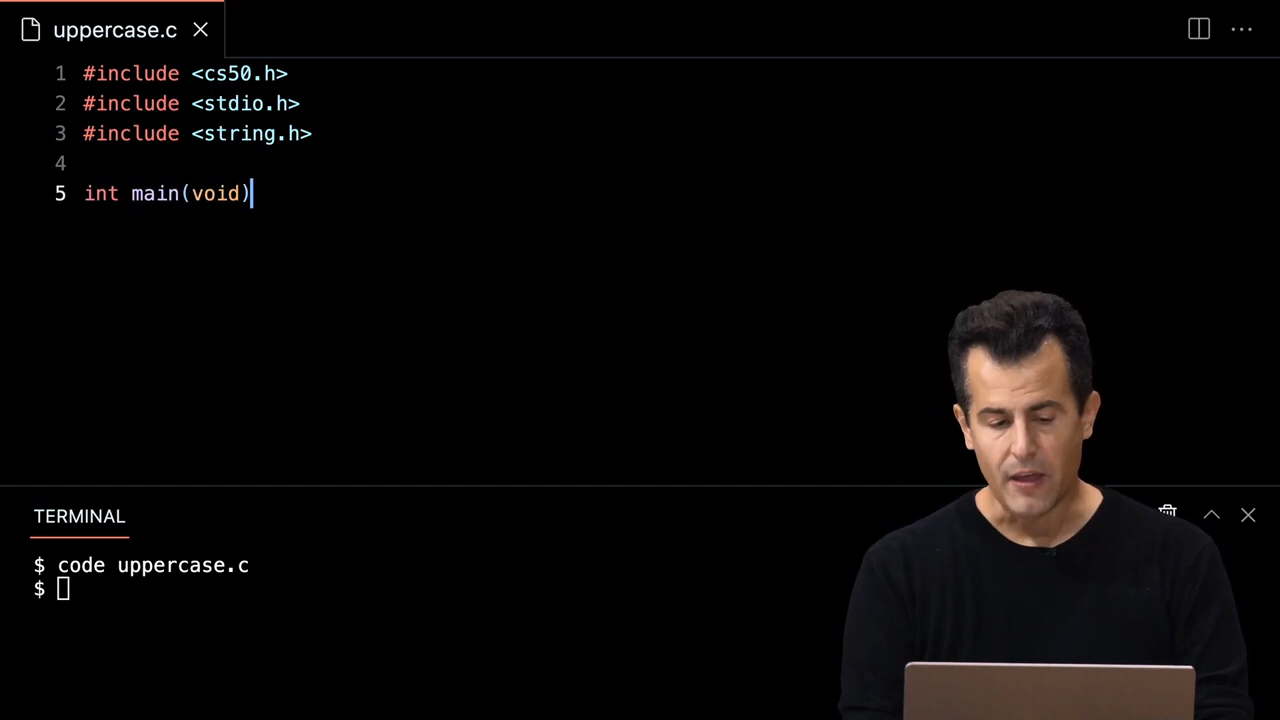 uppercase.c
1 #include <cs50.h>
2 #include <stdio.h>
3 #include <string.h>
4
5 int main(void)
TERMINAL
$ code uppercase.c
$